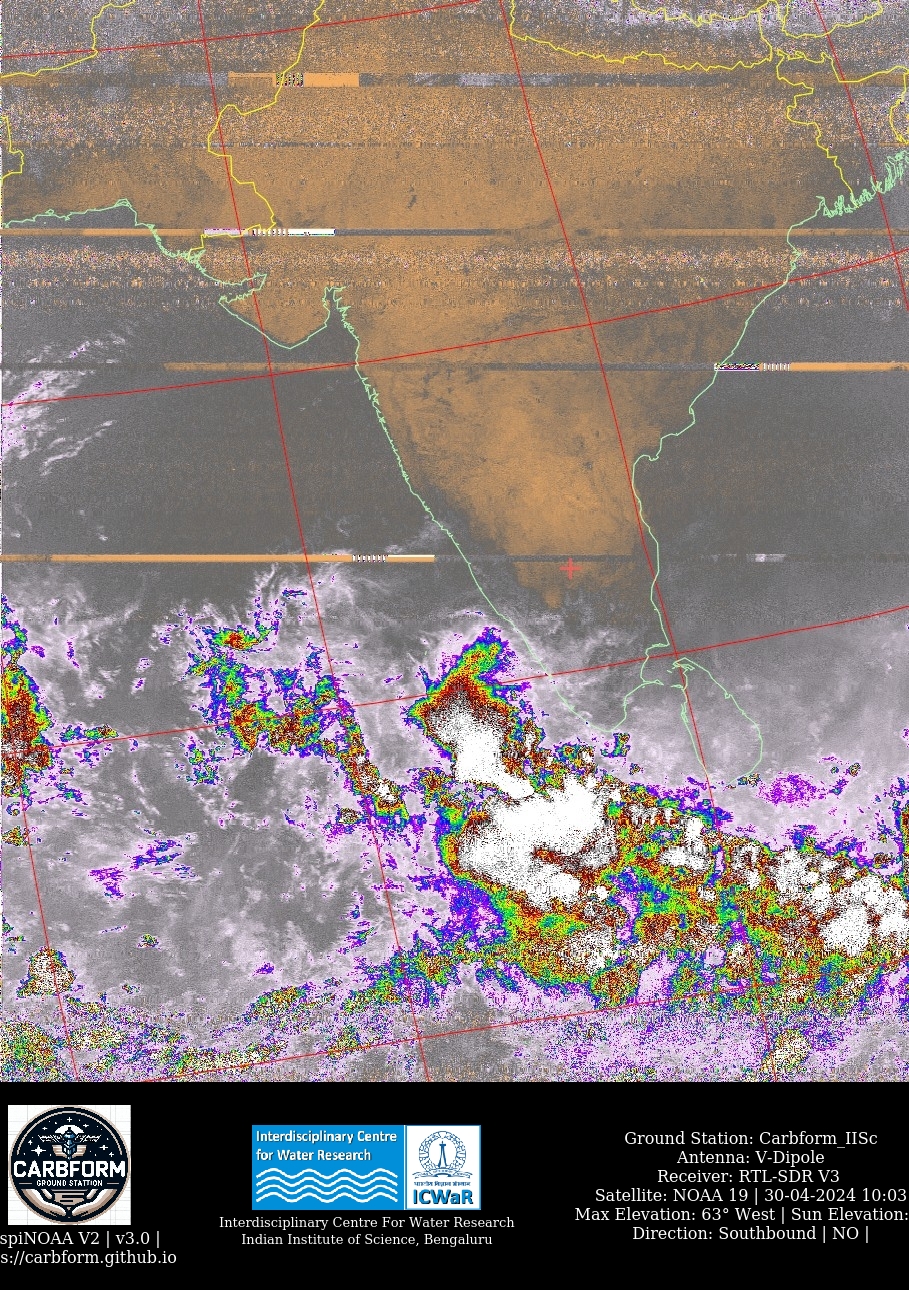 CARBFORM
GROUND STATION
spiNOAA V2 | v3.0 |
s://carbform.github.io
Interdisciplinary Centre
for Water Research
ICWaR
Interdisciplinary Centre For Water Research
Indian Institute of Science, Bengaluru
Ground Station: Carbform_IISc
Antenna: V-Dipole
Receiver: RTL-SDR V3
Satellite: NOAA 19 | 30-04-2024 10:03
Max Elevation: 63° West | Sun Elevation:
Direction: Southbound | NO |